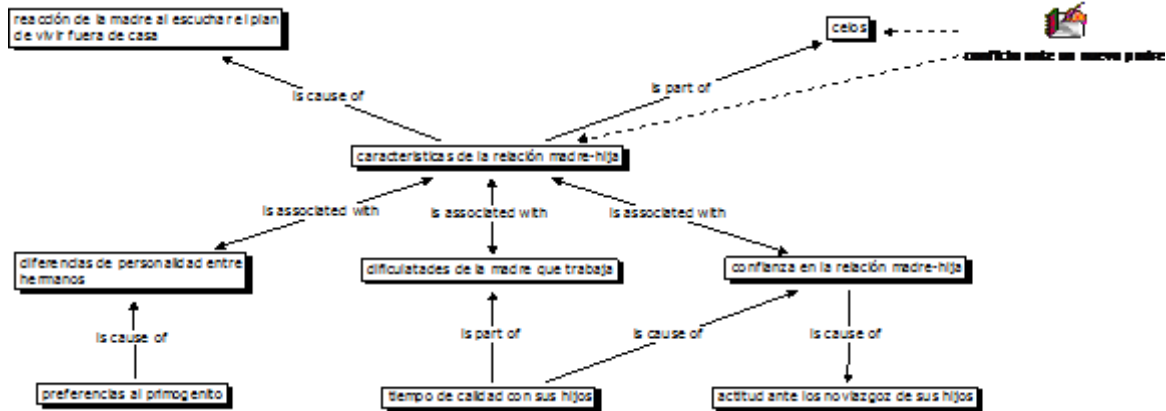 reacción de la madre al escuchar el plan
de vivir fuera de casa
celos
conflicto ante un nuevo padre
is cause of
is part of
características de la relación madre-hija
is associated with
is associated with
is associated with
diferencias de personalidad entre
hermanos
dificulatades de la madre que trabaja
confianza en la relación madre-hija
is cause of
is part of
is cause of
is cause of
preferencias al primogenito
tiempo de calidad con sus hijos
actitud ante los noviazgoz de sus hijos